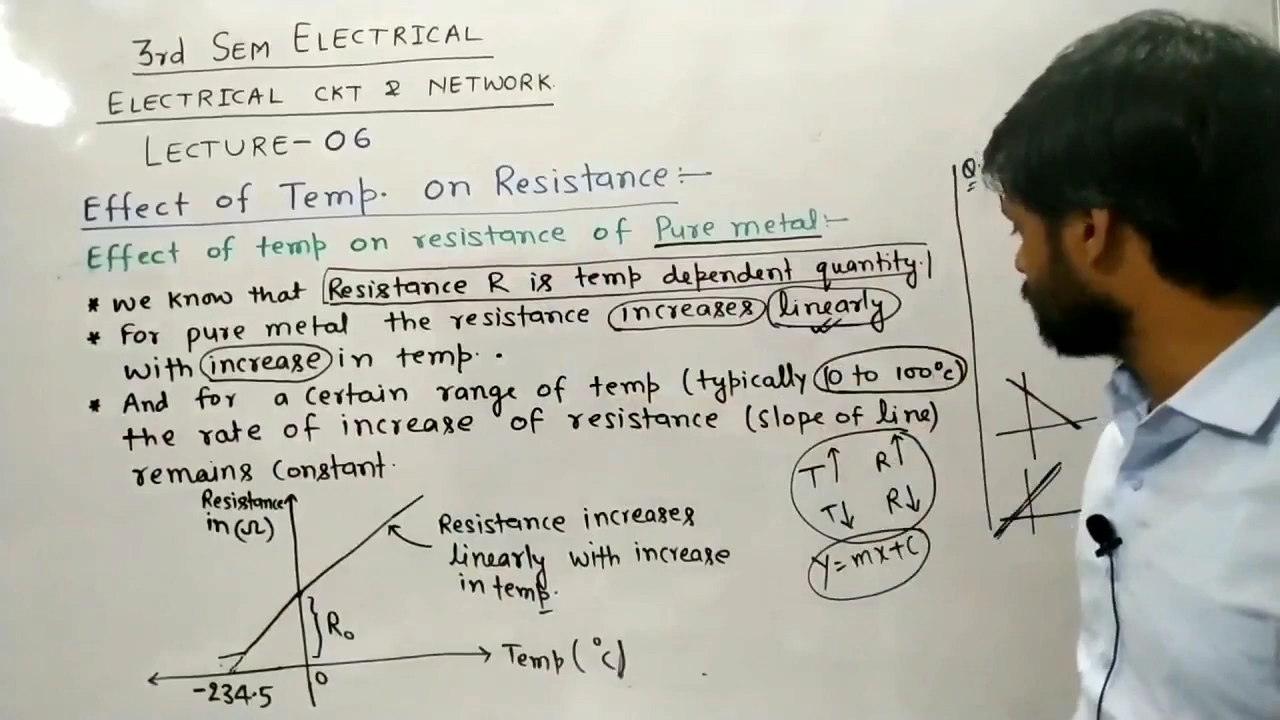 3rd SEM ELECTRICAL
ELECTRICAL CKT & NETWORK
LECTURE-06
Effect of Temp. on Resistance:-
Effect of temp on resistance of Pure metal:-
* we know that Resistance R is temp dependent quantity.
* For pure metal the resistance increases linearly
with increase in temp.
* And for a certain range of temp (typically 10 to 100°C)
the rate of increase of resistance (slope of line)
remains constant.
T↑ R↑
T↓ R↓
y=mx+c
Resistance
in(Ω)
Resistance increases
linearly with increase
in temp.
R₀
Temp(°C)
-234.5
0
Q.